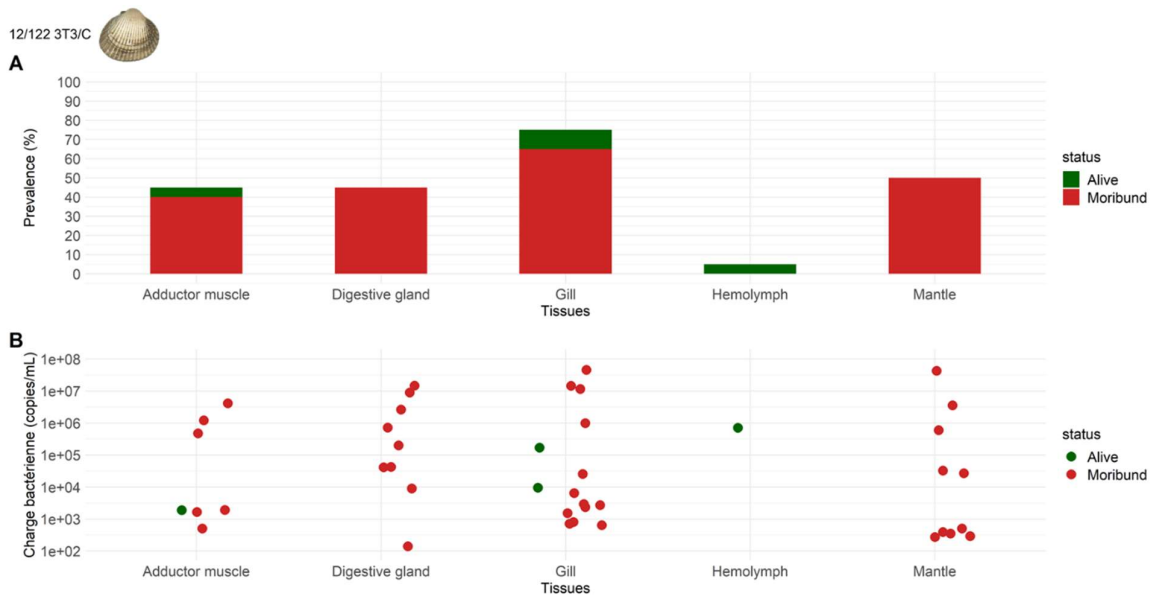 12/122 3T3/C
A
Prevalence (%)
100
90
80
70
60
50
40
30
20
10
0
Adductor muscle
Digestive gland
Gill
Hemolymph
Mantle
Tissues
status
Alive
Moribund
B
Charge bactérienne (copies/mL)
1e+08
1e+07
1e+06
1e+05
1e+04
1e+03
1e+02
Adductor muscle
Digestive gland
Gill
Hemolymph
Mantle
Tissues
status
Alive
Moribund